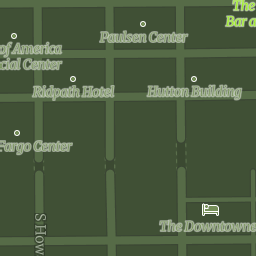 The
Bar a
Paulsen Center
of America
cial Center
Ridpath Hotel
Hutton Building
Fargo Center
The Downtowne
S How